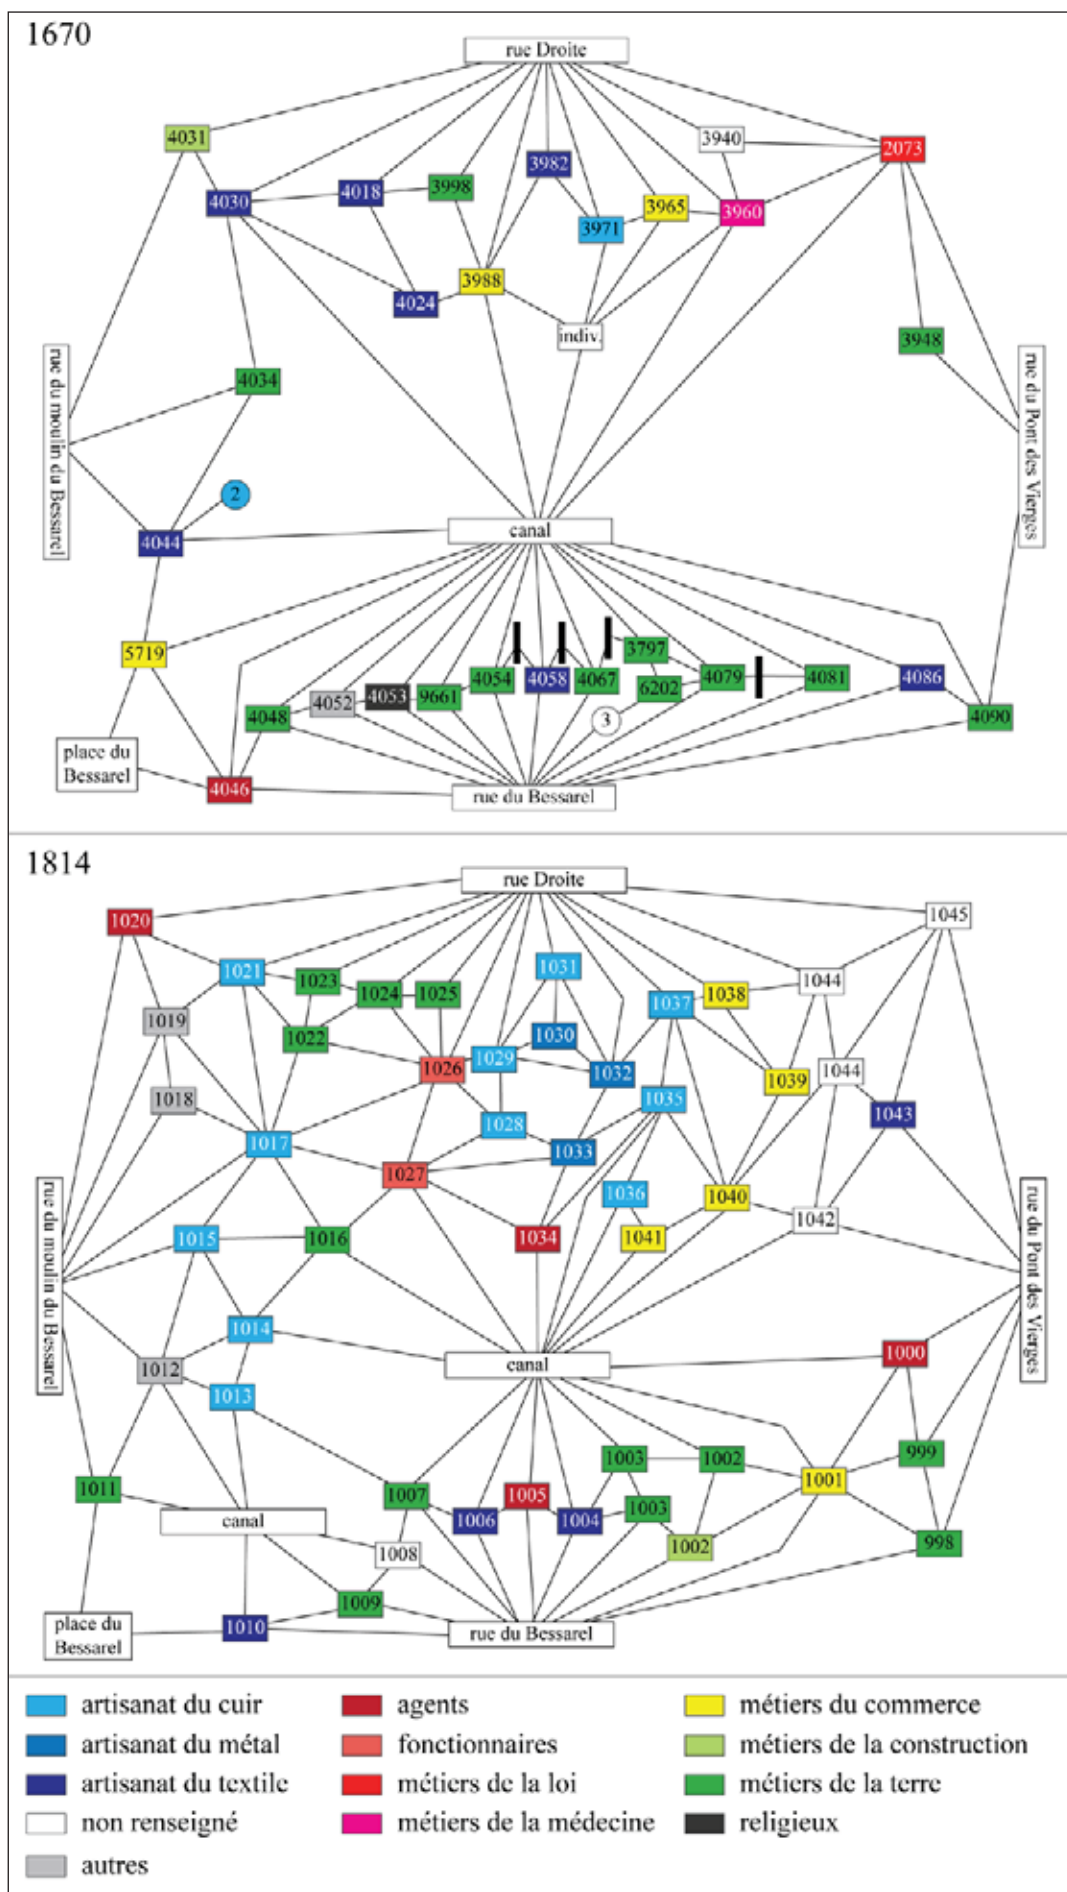 1670
rue Droite
4031
3940
2073
3982
4018
3998
4030
3965
3960
3971
3988
4024
indiv.
3948
4034
rue du moulin du Bessarel
rue du Pont des Vierges
2
canal
4044
5719
3797
4054
4058
4067
4079
4081
4086
4053
9661
6202
4052
4048
3
4090
place du
Bessarel
4046
rue du Bessarel
1814
rue Droite
1020
1045
1021
1031
1023
1044
1024
1025
1038
1037
1019
1030
1022
1029
1026
1032
1044
1039
1018
1035
1043
1028
1017
1033
1027
1036
1040
1042
rue du moulin du Bessarel
rue du Pont des Vierges
1015
1016
1034
1041
1014
1000
canal
1012
1013
1003
1002
999
1001
1011
1007
1005
1003
1006
1004
canal
1002
998
1008
1009
place du
Bessarel
1010
rue du Bessarel
artisanat du cuir
agents
métiers du commerce
artisanat du métal
fonctionnaires
métiers de la construction
artisanat du textile
métiers de la loi
métiers de la terre
non renseigné
métiers de la médecine
religieux
autres